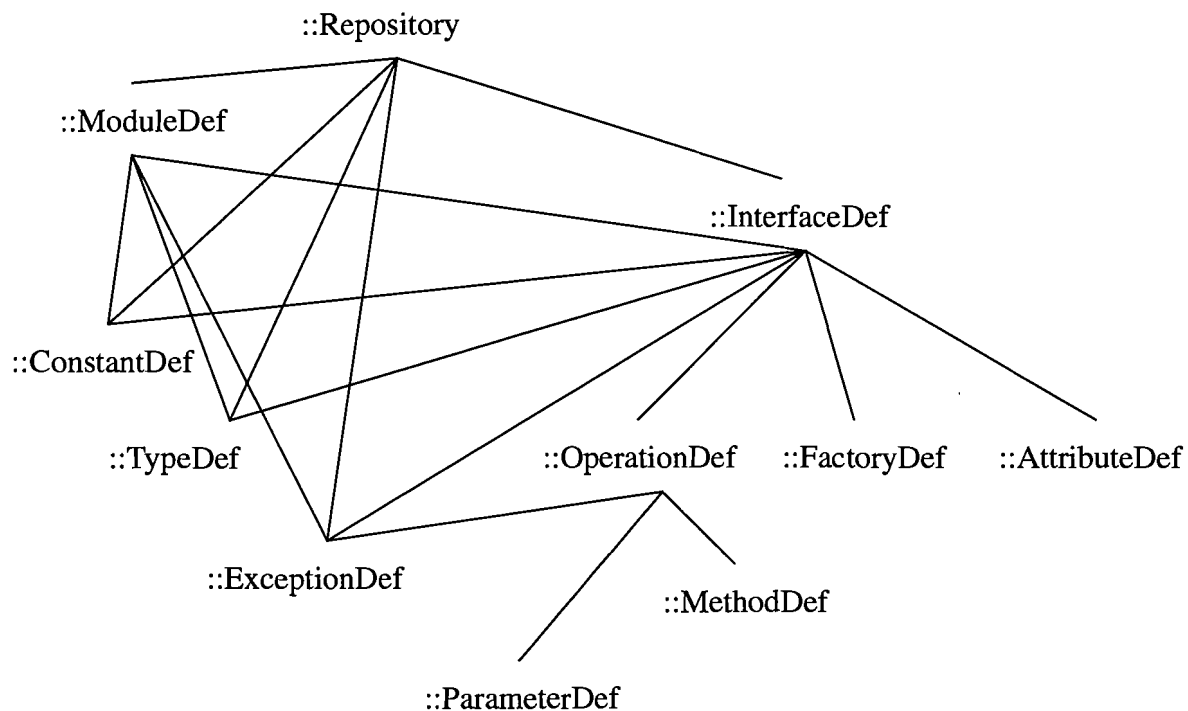 ::Repository
::ModuleDef
::InterfaceDef
::ConstantDef
::TypeDef
::OperationDef
::FactoryDef
::AttributeDef
::ExceptionDef
::MethodDef
::ParameterDef